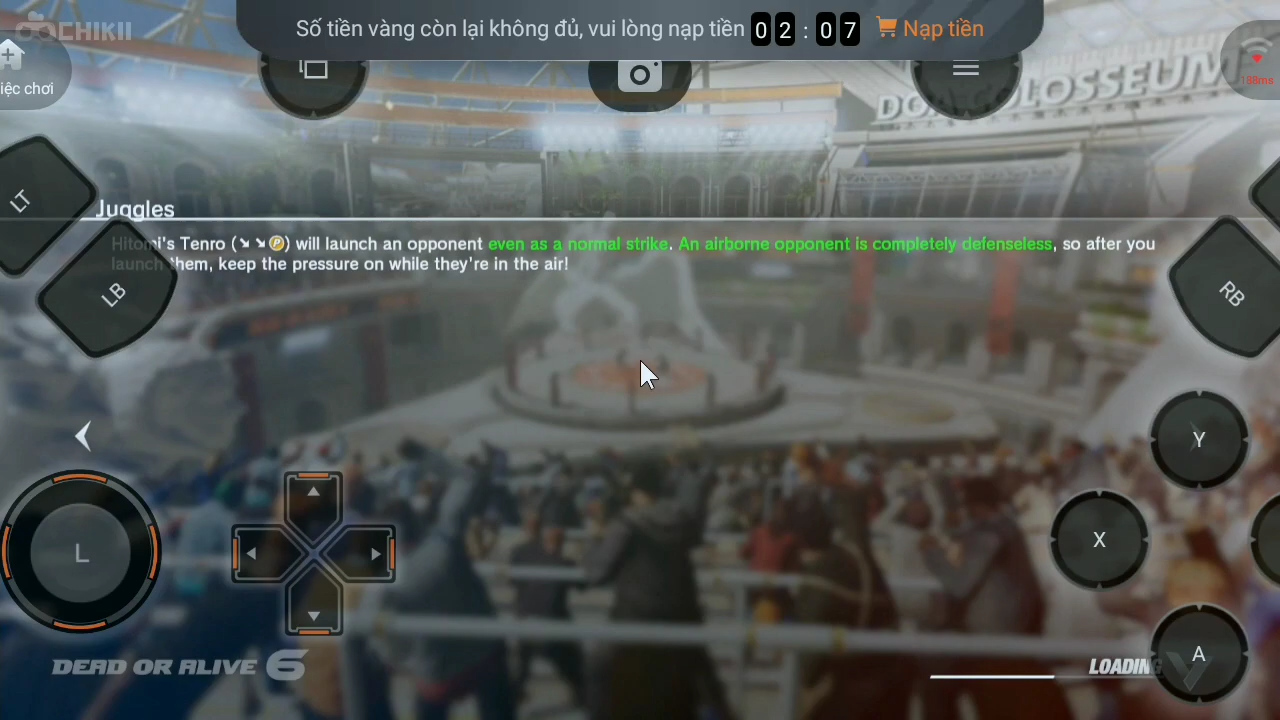 CHIKII
Số tiền vàng còn lại không đủ, vui lòng nạp tiền 02:07 Nạp tiền
iệc chơi
188ms
DOA COLOSSEUM
LT
Juggles
Hitomi's Tenro (↘ ↘ P) will launch an opponent even as a normal strike. An airborne opponent is completely defenseless, so after you
launch them, keep the pressure on while they're in the air!
LB
RB
Y
L
X
A
DEAD OR ALIVE 6
LOADING